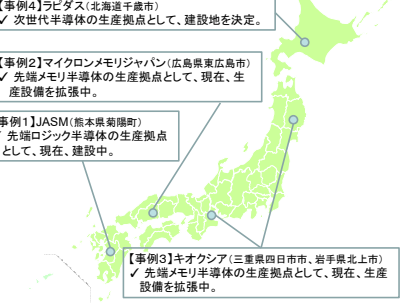 【事例4】ラピダス（北海道千歳市）
✓ 次世代半導体の生産拠点として、建設地を決定。
【事例2】マイクロンメモリジャパン（広島県東広島市）
✓ 先端メモリ半導体の生産拠点として、現在、生
産設備を拡張中。
事例1】JASM（熊本県菊陽町）
✓ 先端ロジック半導体の生産拠点
として、現在、建設中。
【事例3】キオクシア（三重県四日市市、岩手県北上市）
✓ 先端メモリ半導体の生産拠点として、現在、生産
設備を拡張中。